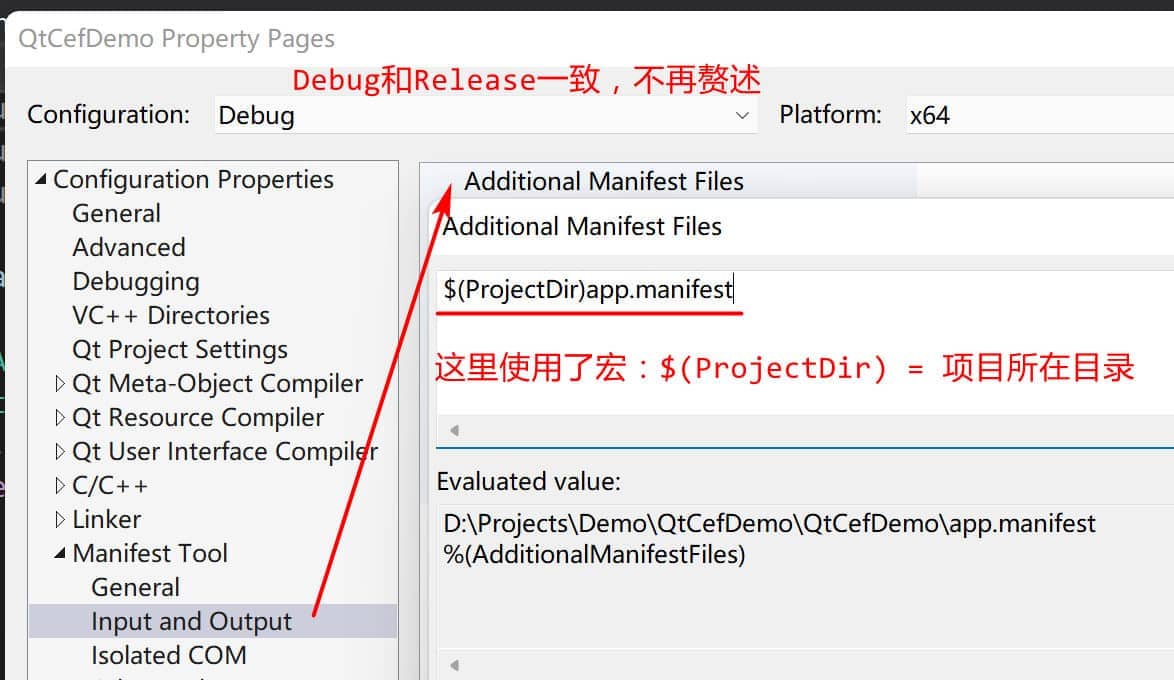 QtCefDemo Property Pages
Debug和Release一致，不再赘述
Configuration: Debug Platform: x64
Configuration Properties
General
Advanced
Debugging
VC++ Directories
Qt Project Settings
Qt Meta-Object Compiler
Qt Resource Compiler
Qt User Interface Compiler
C/C++
Linker
Manifest Tool
General
Input and Output
Isolated COM
Additional Manifest Files
Additional Manifest Files
$(ProjectDir)app.manifest
这里使用了宏：$(ProjectDir) = 项目所在目录
Evaluated value:
D:\Projects\Demo\QtCefDemo\QtCefDemo\app.manifest
%(AdditionalManifestFiles)